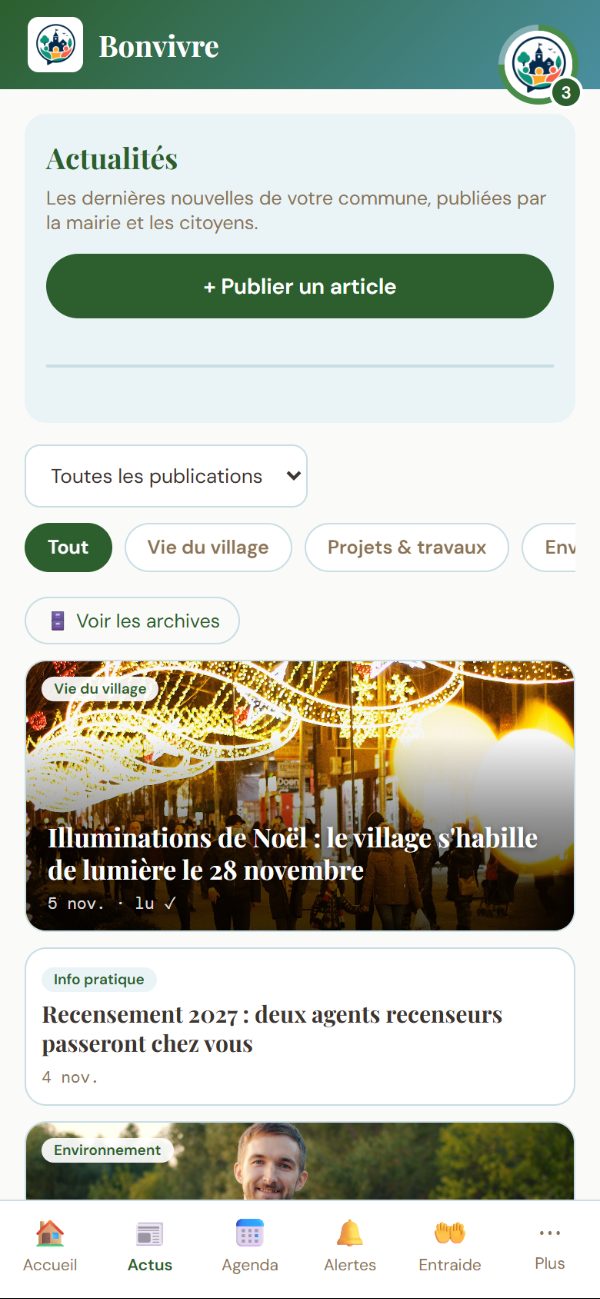 Bonvivre
3
Actualités
Les dernières nouvelles de votre commune, publiées par
la mairie et les citoyens.
+ Publier un article
Toutes les publications
Tout
Vie du village
Projets & travaux
Env
Voir les archives
Vie du village
Illuminations de Noël : le village s'habille
de lumière le 28 novembre
5 nov. · lu ✓
Info pratique
Recensement 2027 : deux agents recenseurs
passeront chez vous
4 nov.
Environnement
Accueil
Actus
Agenda
Alertes
Entraide
Plus